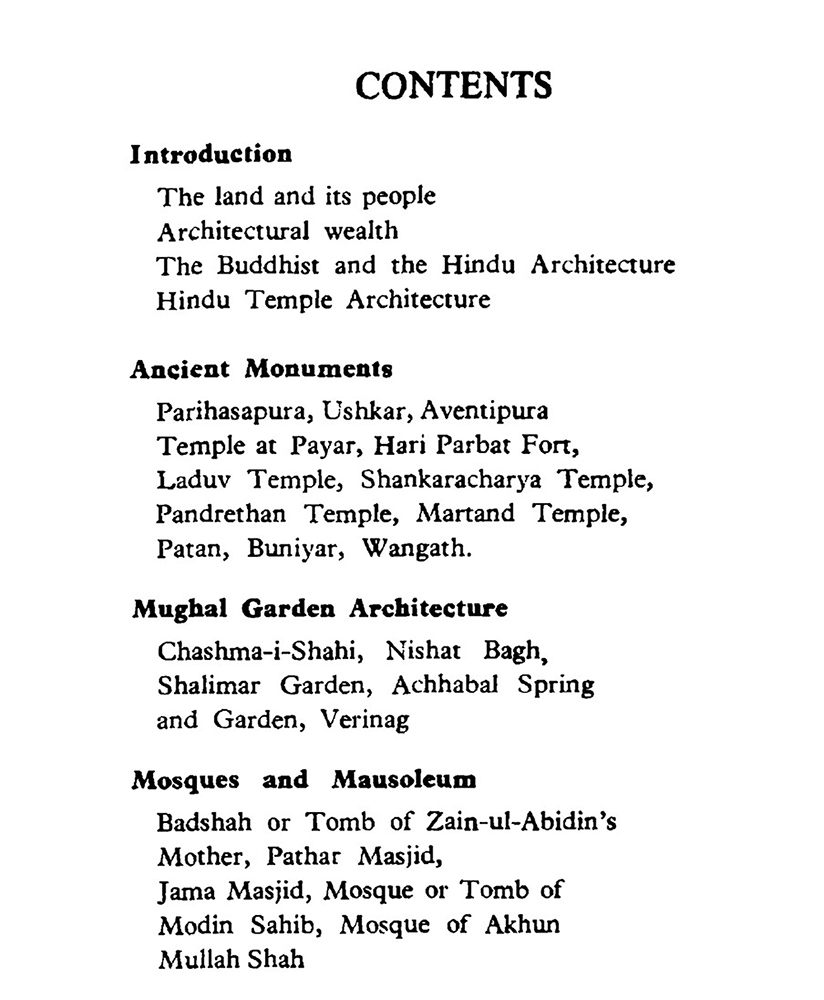 CONTENTS
Introduction
The land and its people
Architectural wealth
The Buddhist and the Hindu Architecture
Hindu Temple Architecture
Ancient Monuments
Parihasapura, Ushkar, Aventipura
Temple at Payar, Hari Parbat Fort,
Laduv Temple, Shankaracharya Temple,
Pandrethan Temple, Martand Temple,
Patan, Buniyar, Wangath.
Mughal Garden Architecture
Chashma-i-Shahi, Nishat Bagh,
Shalimar Garden, Achhabal Spring
and Garden, Verinag
Mosques and Mausoleum
Badshah or Tomb of Zain-ul-Abidin's
Mother, Pathar Masjid,
Jama Masjid, Mosque or Tomb of
Modin Sahib, Mosque of Akhun
Mullah Shah